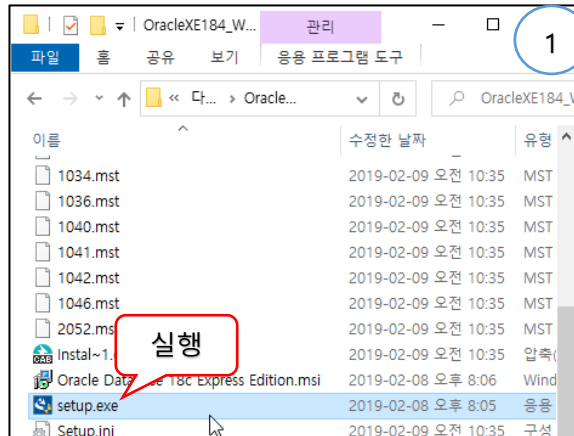 OracleXE184_W... 관리
1
파일 홈 공유 보기 응용 프로그램 도구
« 다... › Oracle... OracleXE184_W
이름 수정한 날짜 유형
1034.mst 2019-02-09 오전 10:35 MST
1036.mst 2019-02-09 오전 10:35 MST
1040.mst 2019-02-09 오전 10:35 MST
1041.mst 2019-02-09 오전 10:35 MST
1042.mst 2019-02-09 오전 10:35 MST
1046.mst 2019-02-09 오전 10:35 MST
2052.ms 2019-02-09 오전 10:35 MST
실행
Instal~1. 2019-02-09 오전 10:35 압축(
Oracle Data se 18c Express Edition.msi 2019-02-08 오후 8:06 Wind
setup.exe 2019-02-08 오후 8:05 응용
Setup.ini 2019-02-09 오전 10:35 구성